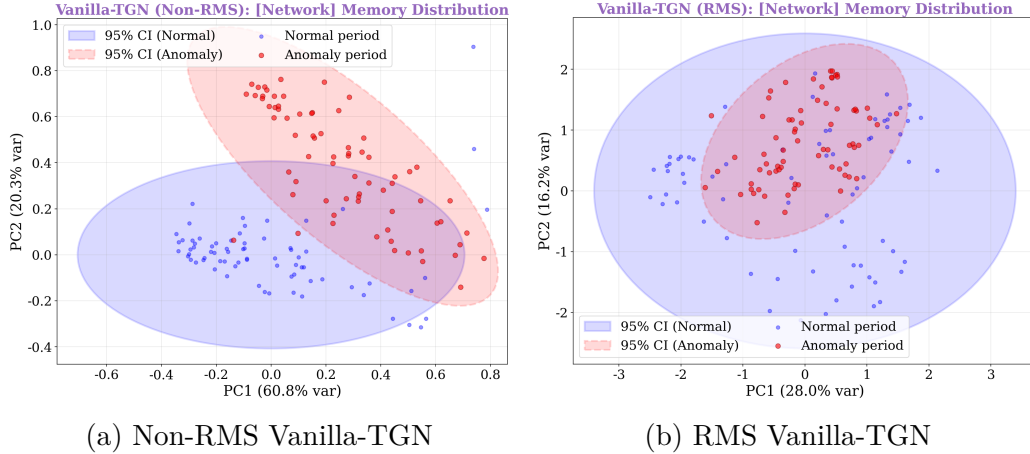 Vanilla-TGN (Non-RMS): [Network] Memory Distribution
95% CI (Normal)
95% CI (Anomaly)
Normal period
Anomaly period
1.0
0.8
0.6
0.4
0.2
0.0
-0.2
-0.4
PC2 (20.3% var)
-0.6
-0.4
-0.2
0.0
0.2
0.4
0.6
0.8
PC1 (60.8% var)
(a) Non-RMS Vanilla-TGN
Vanilla-TGN (RMS): [Network] Memory Distribution
2
1
0
-1
-2
PC2 (16.2% var)
95% CI (Normal)
95% CI (Anomaly)
Normal period
Anomaly period
-3
-2
-1
0
1
2
3
PC1 (28.0% var)
(b) RMS Vanilla-TGN